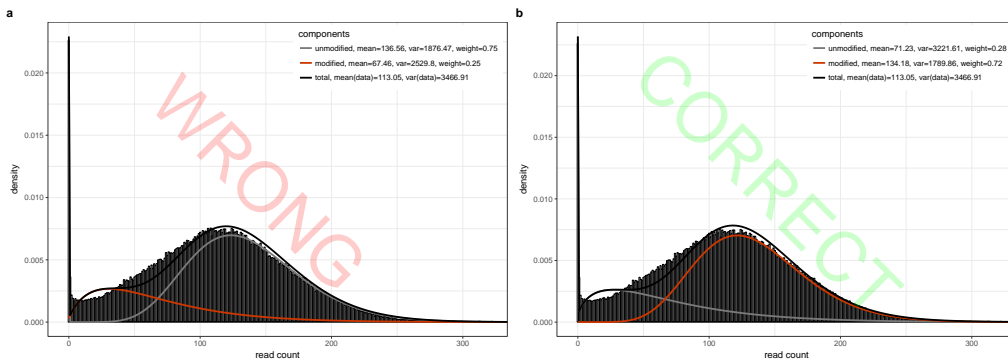 a
components
unmodified, mean=136.56, var=1876.47, weight=0.75
modified, mean=67.46, var=2529.8, weight=0.25
total, mean(data)=113.05, var(data)=3466.91
WRONG
density
0.020
0.015
0.010
0.005
0.000
0
100
200
300
read count
b
components
unmodified, mean=71.23, var=3221.61, weight=0.28
modified, mean=134.18, var=1789.86, weight=0.72
total, mean(data)=113.05, var(data)=3466.91
CORRECT
density
0.020
0.015
0.010
0.005
0.000
0
100
200
300
read count